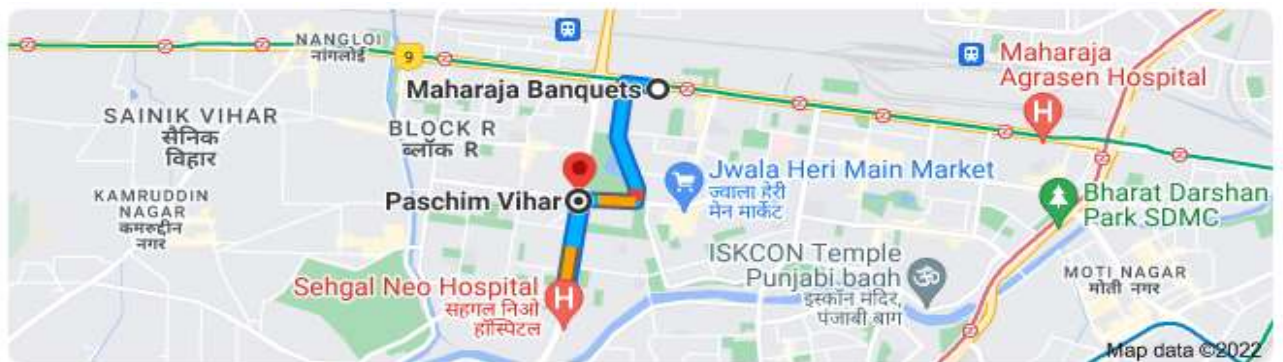 NANGLOI
नांगलोई
9
Maharaja
Agrasen Hospital
Maharaja Banquets
SAINIK VIHAR
सैनिक
विहार
BLOCK R
ब्लॉक R
Jwala Heri Main Market
ज्वाला हेरी
मेन मार्केट
Paschim Vihar
KAMRUDDIN
NAGAR
कमरुद्दीन
नगर
Bharat Darshan
Park SDMC
ISKCON Temple
Punjabi bagh
इस्कॉन मंदिर,
पंजाबी बाग
MOTI NAGAR
मोती नगर
Sehgal Neo Hospital
सहगल निओ
हॉस्पिटल
H
H
Map data ©2022